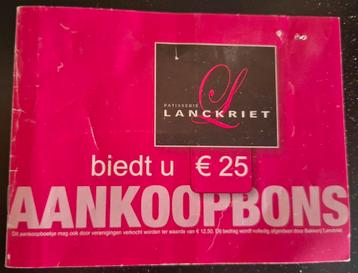 PATISSERIE
LANCKRIET
biedt u € 25
AANKOOPBONS
Dit aankoopboekje mag ook door verenigingen verkocht worden ter waarde van € 12,50. Dit bedrag wordt volledig afgestaan door Bakkerij Lanckriet.